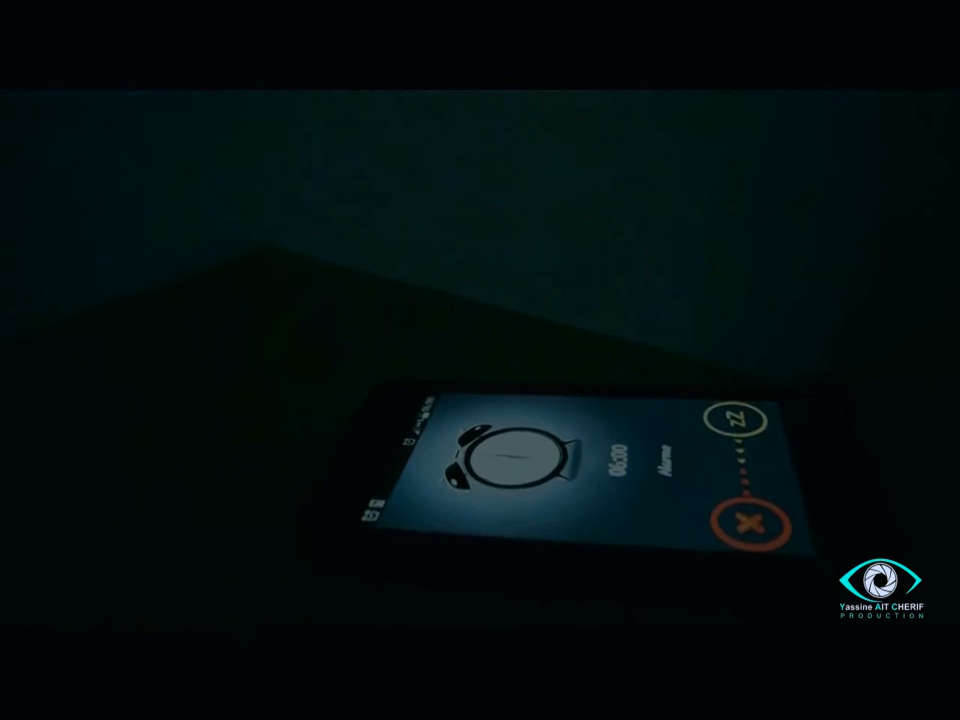 06:00
Alarme
zZ
Yassine AIT CHERIF
PRODUCTION